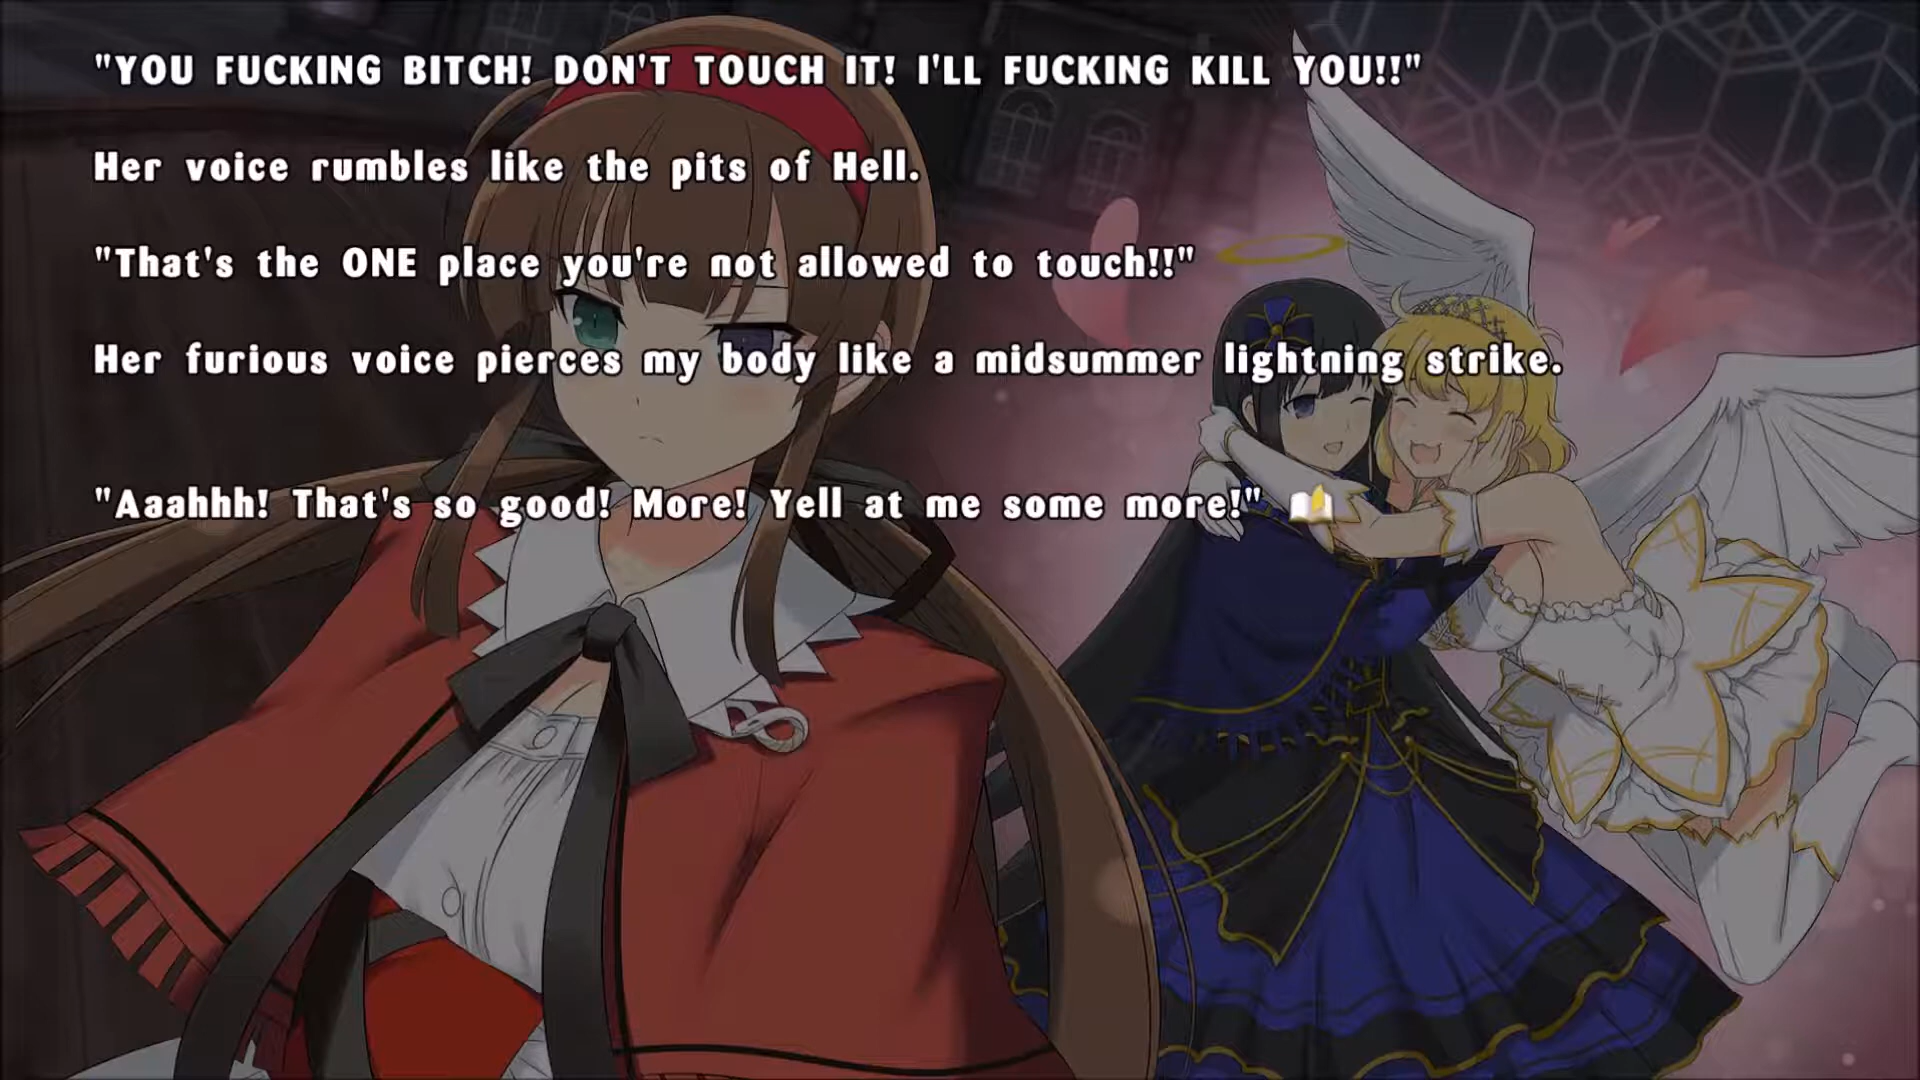 "YOU FUCKING BITCH! DON'T TOUCH IT! I'LL FUCKING KILL YOU!!"
Her voice rumbles like the pits of Hell.
"That's the ONE place you're not allowed to touch!!"
Her furious voice pierces my body like a midsummer lightning strike.
"Aaahhh! That's so good! More! Yell at me some more!"